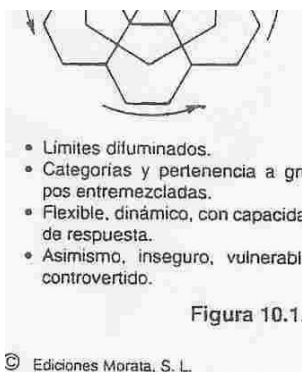 • Límites difuminados.
• Categorías y pertenencia a gru
pos entremezcladas.
• Flexible, dinámico, con capacida
de respuesta.
• Asimismo, inseguro, vulnerabl
controvertido.
Figura 10.1.
© Ediciones Morata, S. L.